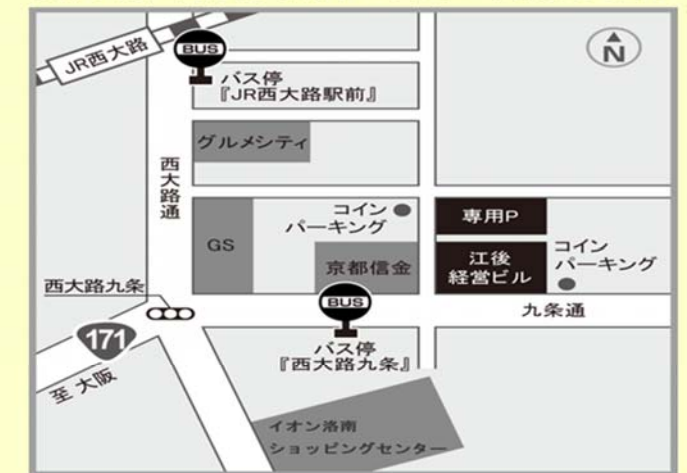 JR西大路
BUS
バス停
『JR西大路駅前』
N
グルメシティ
西大路通
GS
コイン
パーキング
京都信金
専用P
江後
経営ビル
コイン
パーキング
西大路九条
BUS
九条通
171
バス停
『西大路九条』
至 大阪
イオン洛南
ショッピングセンター